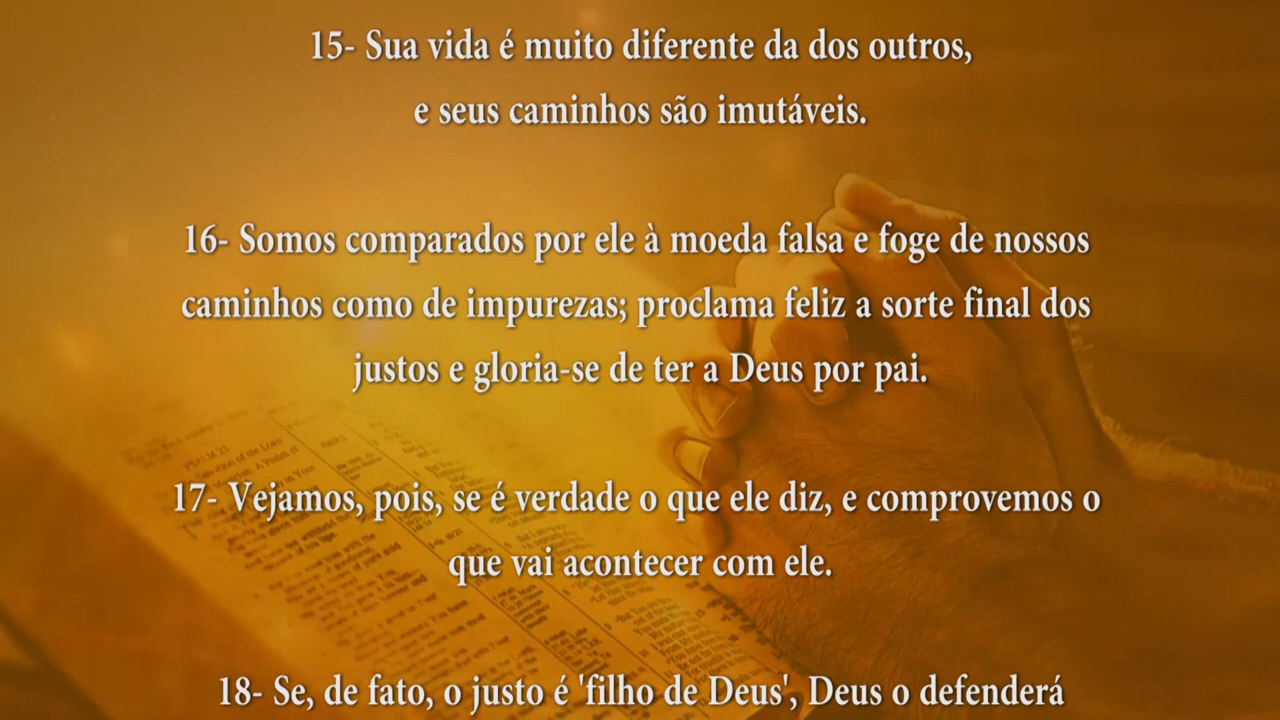 15- Sua vida é muito diferente da dos outros,
e seus caminhos são imutáveis.
16- Somos comparados por ele à moeda falsa e foge de nossos
caminhos como de impurezas; proclama feliz a sorte final dos
justos e gloria-se de ter a Deus por pai.
17- Vejamos, pois, se é verdade o que ele diz, e comprovemos o
que vai acontecer com ele.
18- Se, de fato, o justo é 'filho de Deus', Deus o defenderá